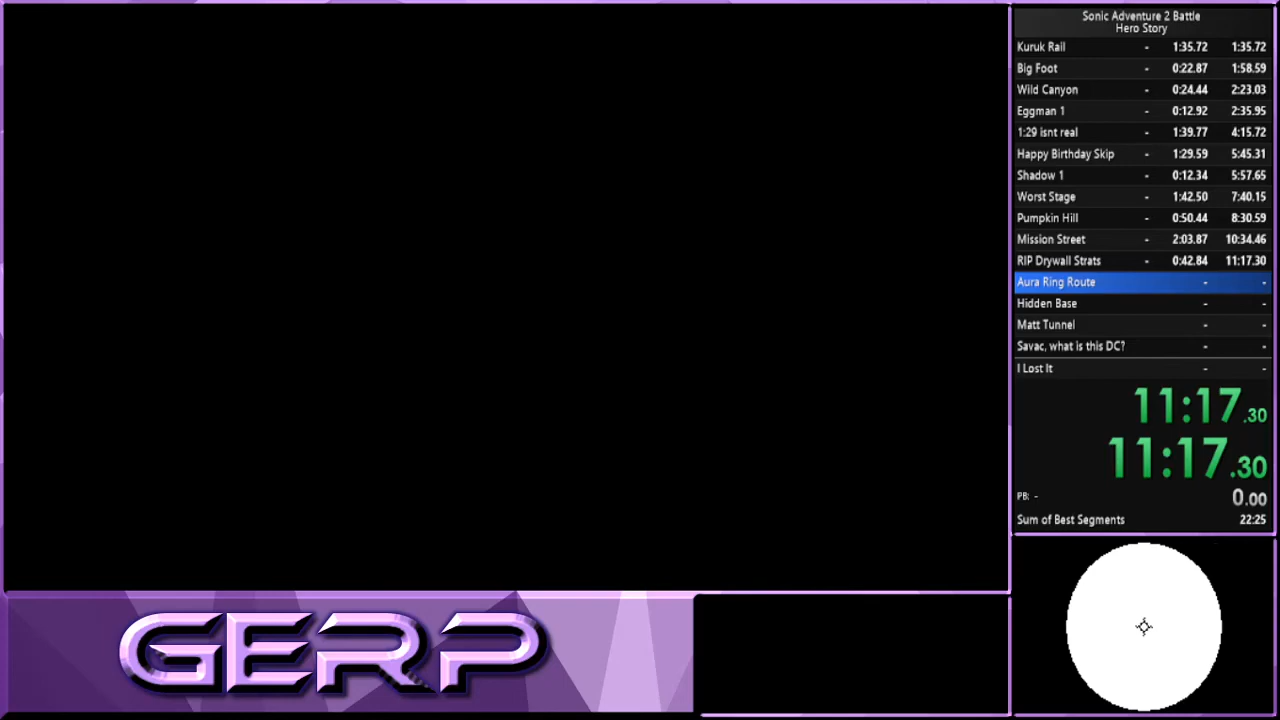 Sonic Adventure 2 Battle
Hero Story
Kuruk Rail - 1:35.72 1:35.72
Big Foot - 0:22.87 1:58.59
Wild Canyon - 0:24.44 2:23.03
Eggman 1 - 0:12.92 2:35.95
1:29 isnt real - 1:39.77 4:15.72
Happy Birthday Skip - 1:29.59 5:45.31
Shadow 1 - 0:12.34 5:57.65
Worst Stage - 1:42.50 7:40.15
Pumpkin Hill - 0:50.44 8:30.59
Mission Street - 2:03.87 10:34.46
RIP Drywall Strats - 0:42.84 11:17.30
Aura Ring Route - -
Hidden Base - -
Matt Tunnel - -
Savac, what is this DC? - -
I Lost It - -
11:17.30
11:17.30
PB: - 0.00
Sum of Best Segments 22:25
GERP